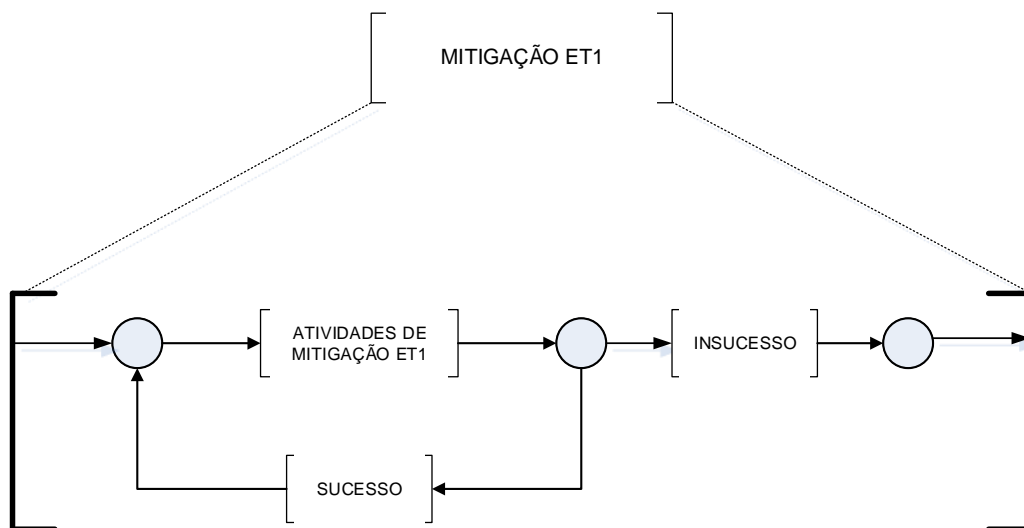 MITIGAÇÃO ET1
ATIVIDADES DE
MITIGAÇÃO ET1
INSUCESSO
SUCESSO